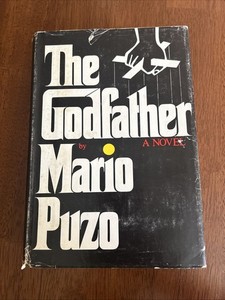 The
Godfather
by
A NOVEL
Mario
Puzo